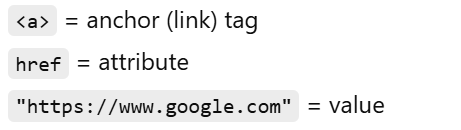 <a> = anchor (link) tag
href = attribute
"https://www.google.com" = value